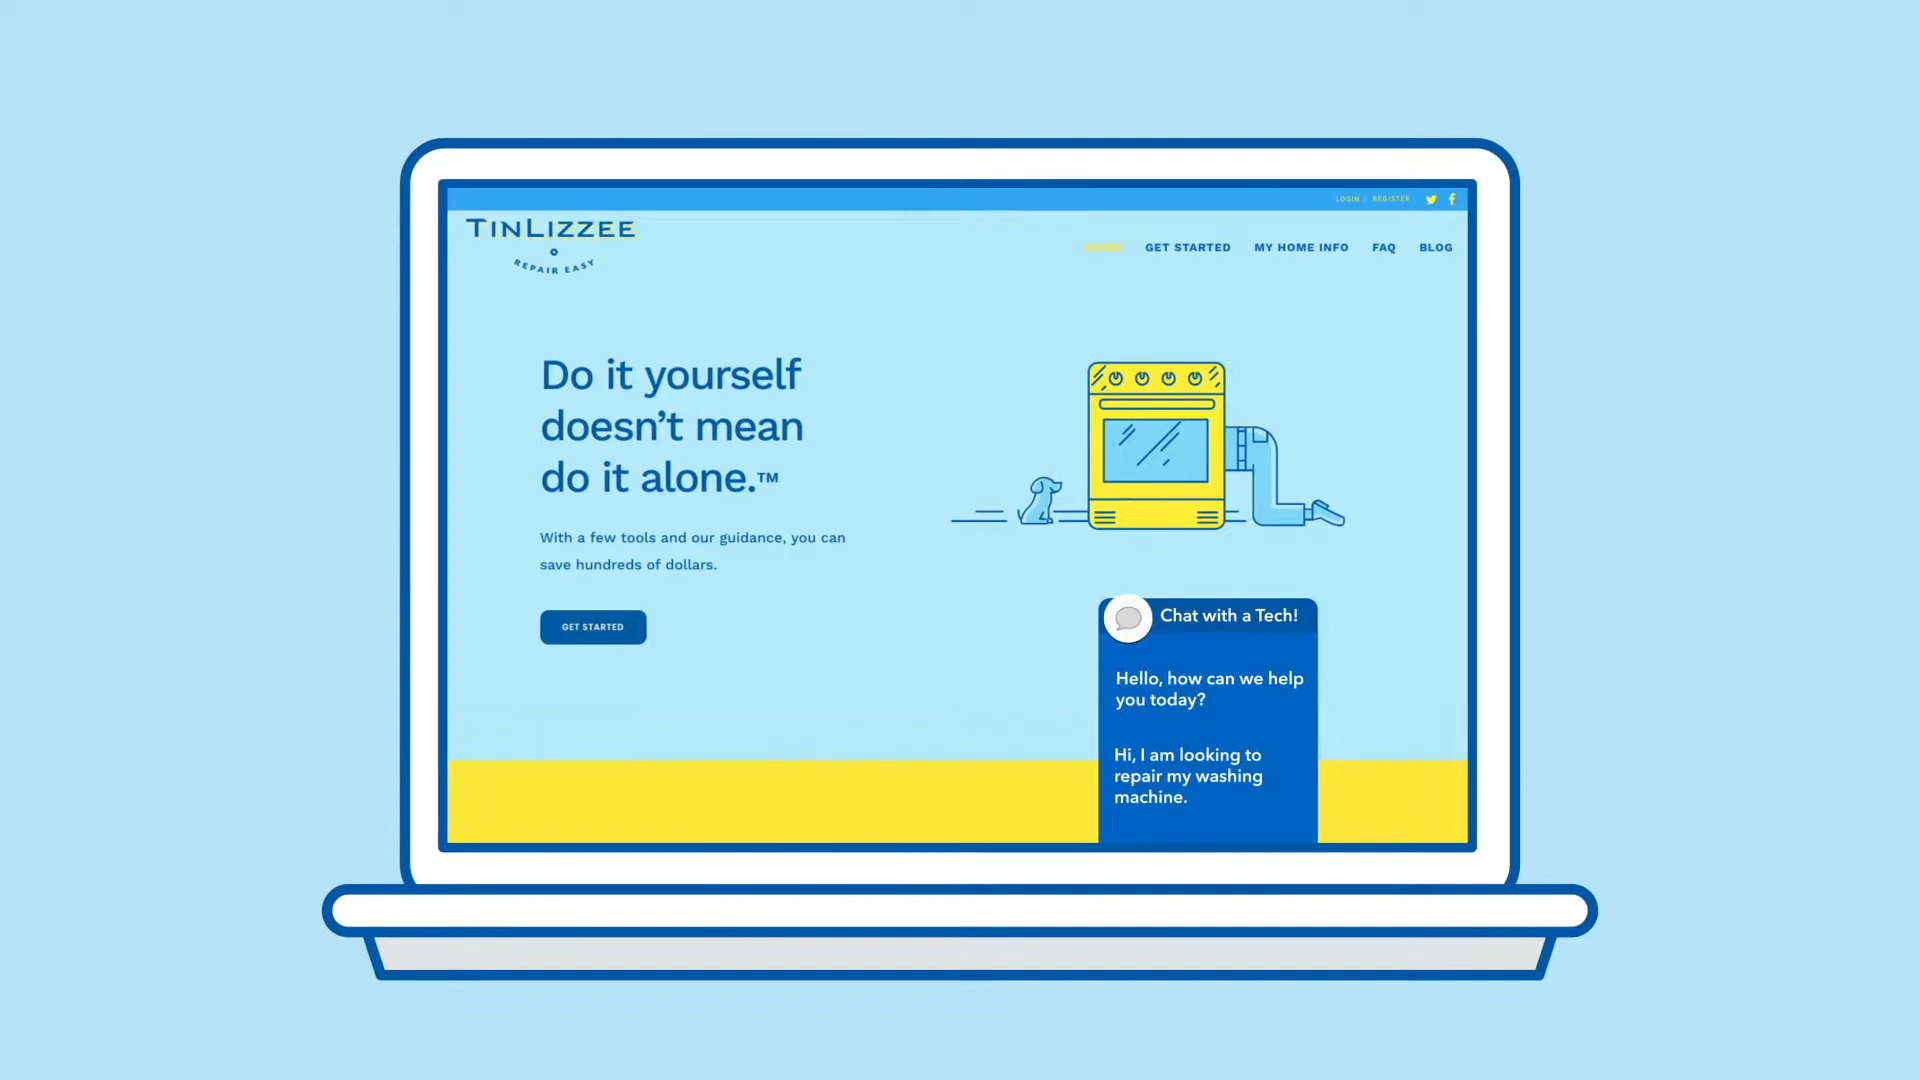 LOGIN / REGISTER
TINLIZZEE
REPAIR EASY
HOME
GET STARTED
MY HOME INFO
FAQ
BLOG
Do it yourself
doesn’t mean
do it alone.™
With a few tools and our guidance, you can
save hundreds of dollars.
GET STARTED
Chat with a Tech!
Hello, how can we help
you today?
Hi, I am looking to
repair my washing
machine.